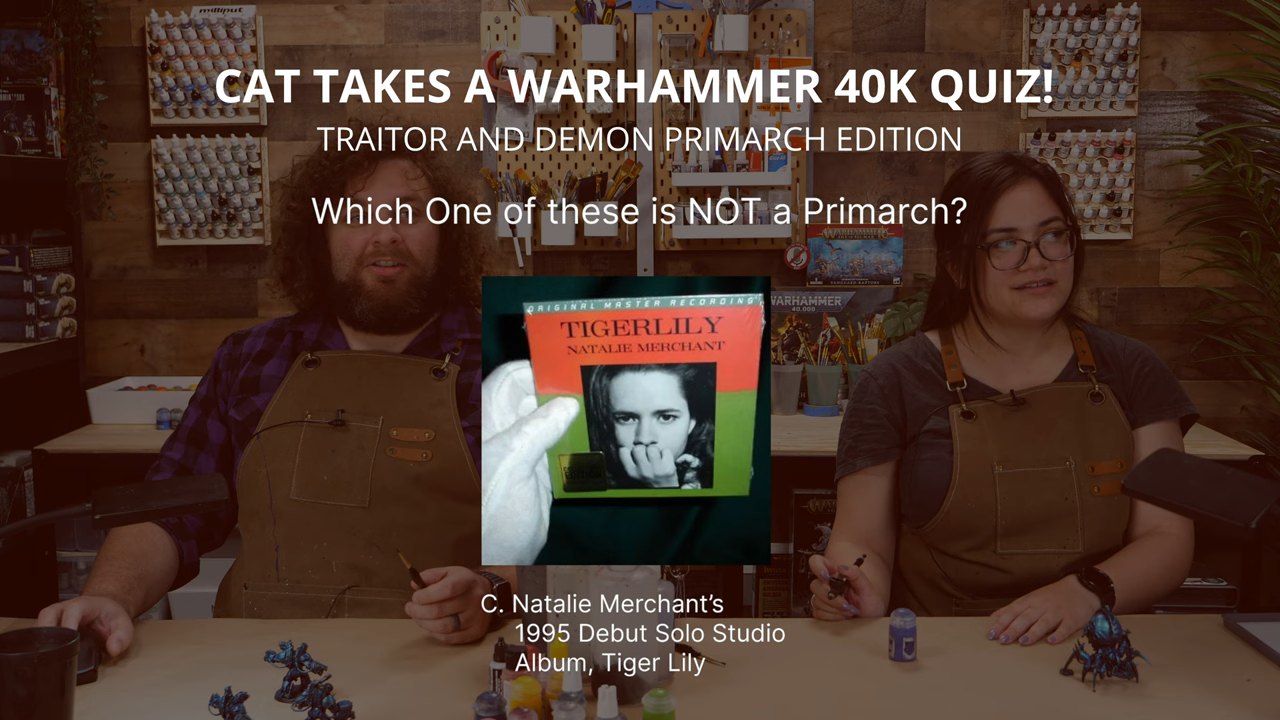 milliput
CAT TAKES A WARHAMMER 40K QUIZ!
TRAITOR AND DEMON PRIMARCH EDITION
Which One of these is NOT a Primarch?
WARHAMMER
WARHAMMER
40,000
ORIGINAL MASTER RECORDING
TIGERLILY
NATALIE MERCHANT
C. Natalie Merchant’s
1995 Debut Solo Studio
Album, Tiger Lily